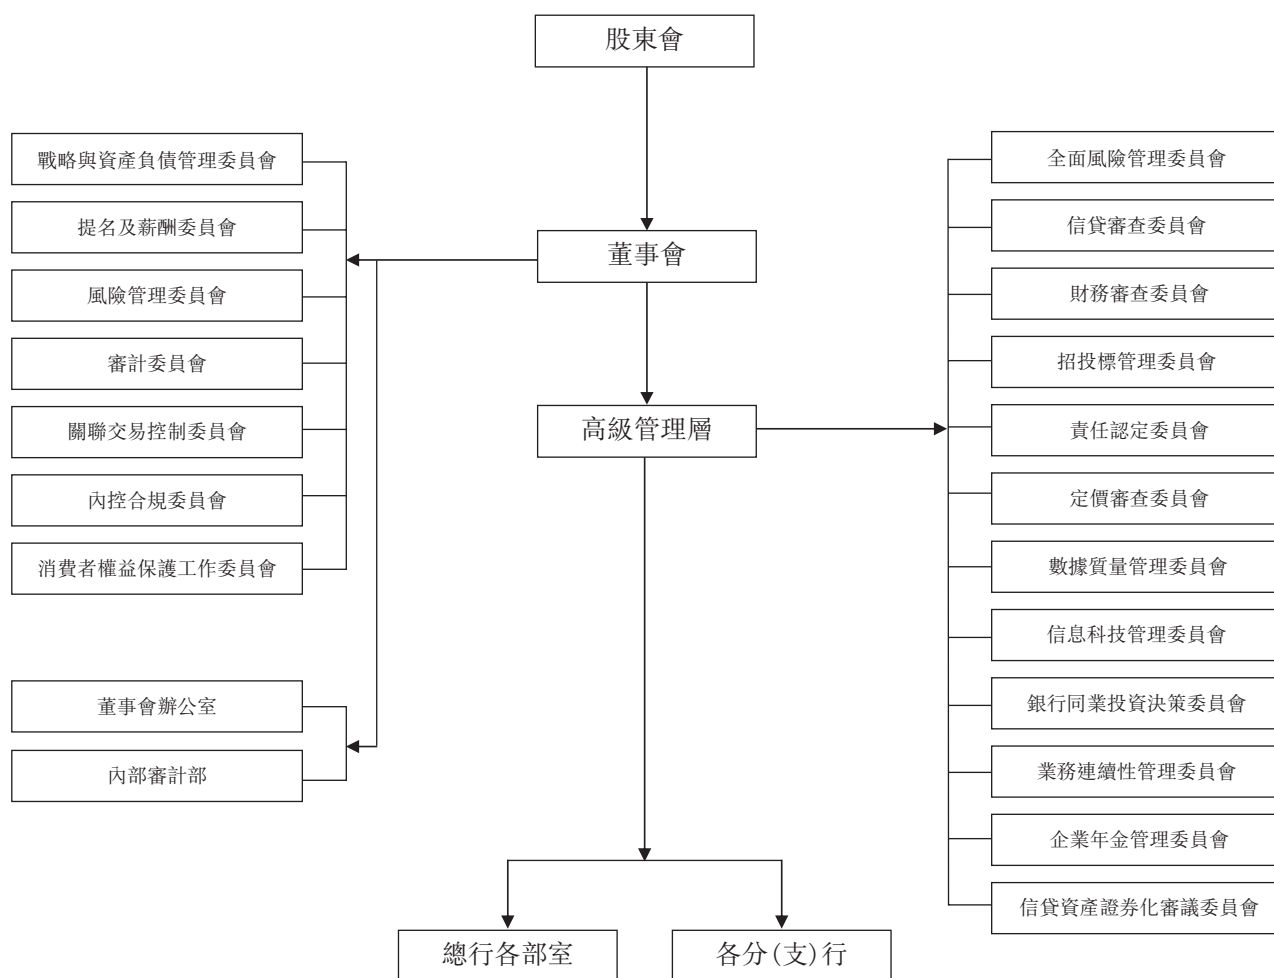 股東會
戰略與資產負債管理委員會
提名及薪酬委員會
風險管理委員會
審計委員會
關聯交易控制委員會
內控合規委員會
消費者權益保護工作委員會
董事會辦公室
內部審計部
董事會
高級管理層
總行各部室
各分(支)行
全面風險管理委員會
信貸審查委員會
財務審查委員會
招投標管理委員會
責任認定委員會
定價審查委員會
數據質量管理委員會
信息科技管理委員會
銀行同業投資決策委員會
業務連續性管理委員會
企業年金管理委員會
信貸資產證券化審議委員會